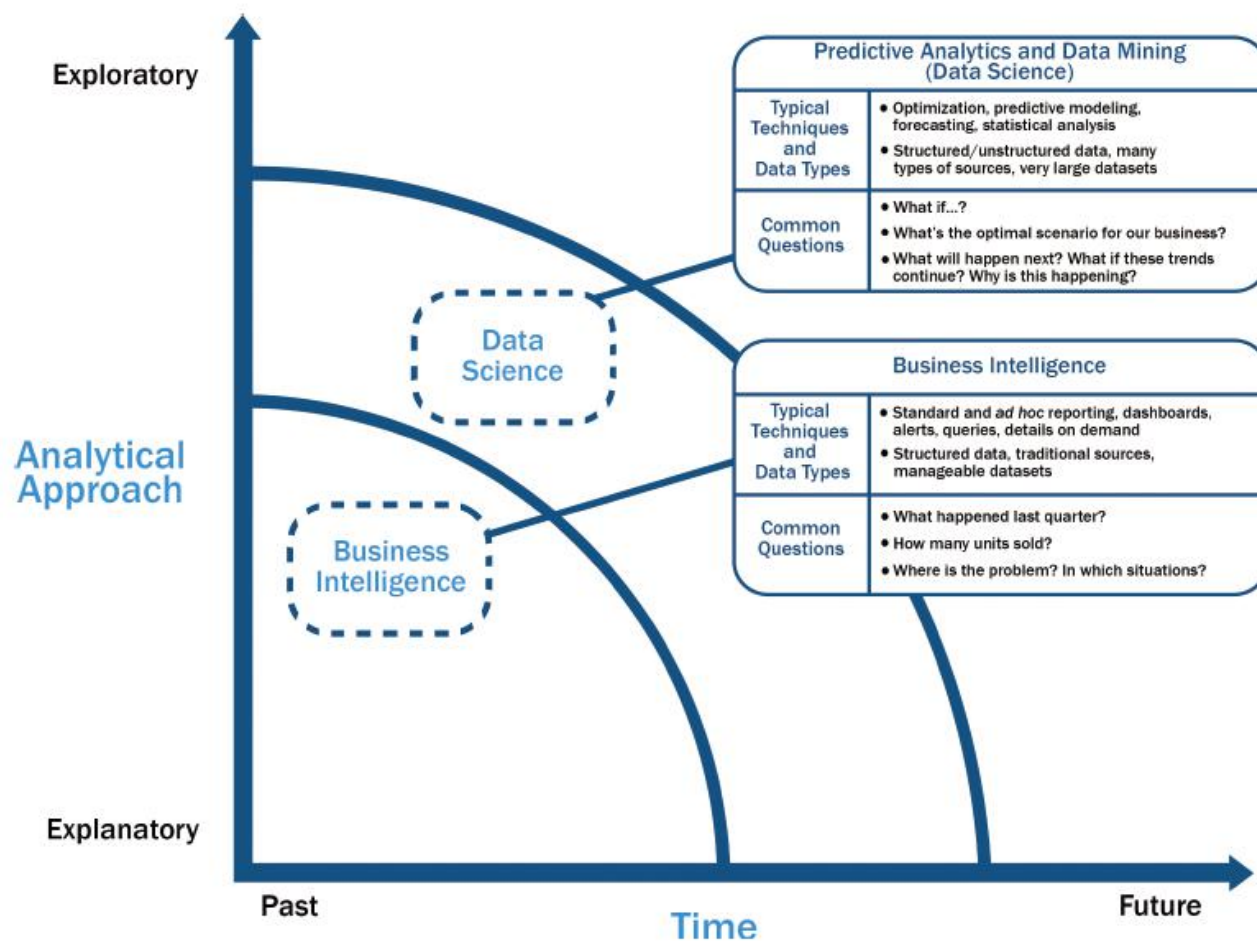 Exploratory
Predictive Analytics and Data Mining
(Data Science)
Typical
Techniques
and
Data Types
• Optimization, predictive modeling,
forecasting, statistical analysis
• Structured/unstructured data, many
types of sources, very large datasets
Common
Questions
• What if...?
• What's the optimal scenario for our business?
• What will happen next? What if these trends
continue? Why is this happening?
Data
Science
Business Intelligence
Typical
Techniques
and
Data Types
• Standard and ad hoc reporting, dashboards,
alerts, queries, details on demand
• Structured data, traditional sources,
manageable datasets
Common
Questions
• What happened last quarter?
• How many units sold?
• Where is the problem? In which situations?
Analytical
Approach
Business
Intelligence
Explanatory
Past
Time
Future